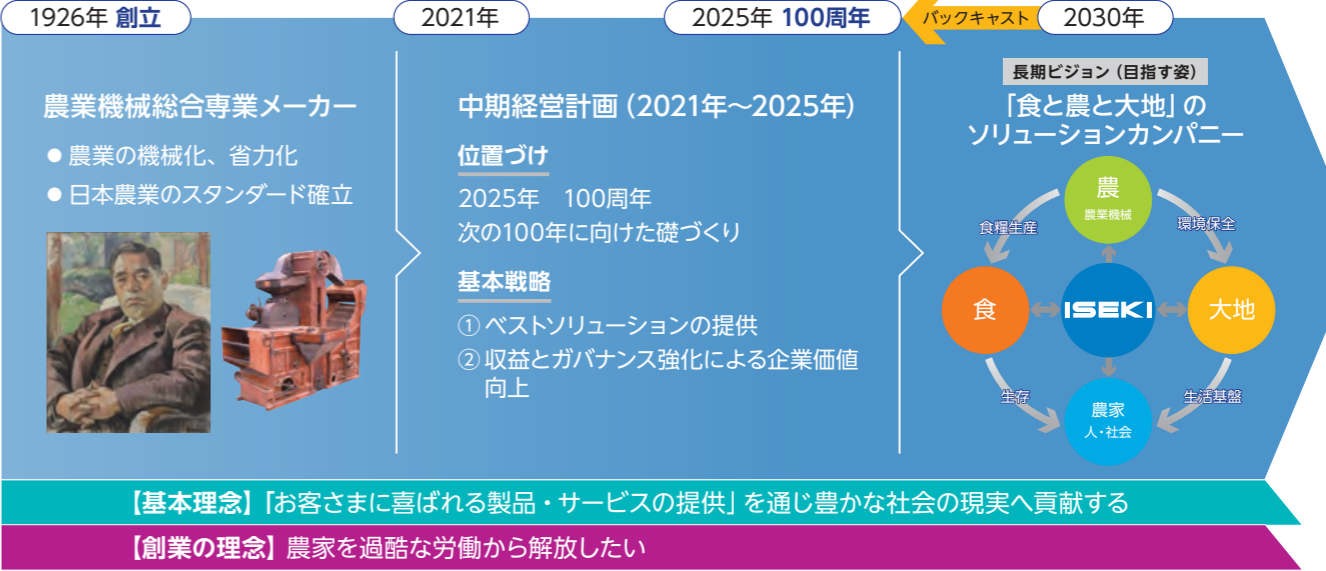 1926年 創立
2021年
2025年 100周年
バックキャスト
2030年
農業機械総合専業メーカー
● 農業の機械化、省力化
● 日本農業のスタンダード確立
中期経営計画（2021年～2025年）
位置づけ
2025年　100周年
次の100年に向けた礎づくり
基本戦略
① ベストソリューションの提供
② 収益とガバナンス強化による企業価値
向上
長期ビジョン（目指す姿）
「食と農と大地」の
ソリューションカンパニー
農
農業機械
食糧生産
環境保全
食
ISEKI
大地
生存
生活基盤
農家
人・社会
【基本理念】「お客さまに喜ばれる製品・サービスの提供」を通じ豊かな社会の現実へ貢献する
【創業の理念】農家を過酷な労働から解放したい